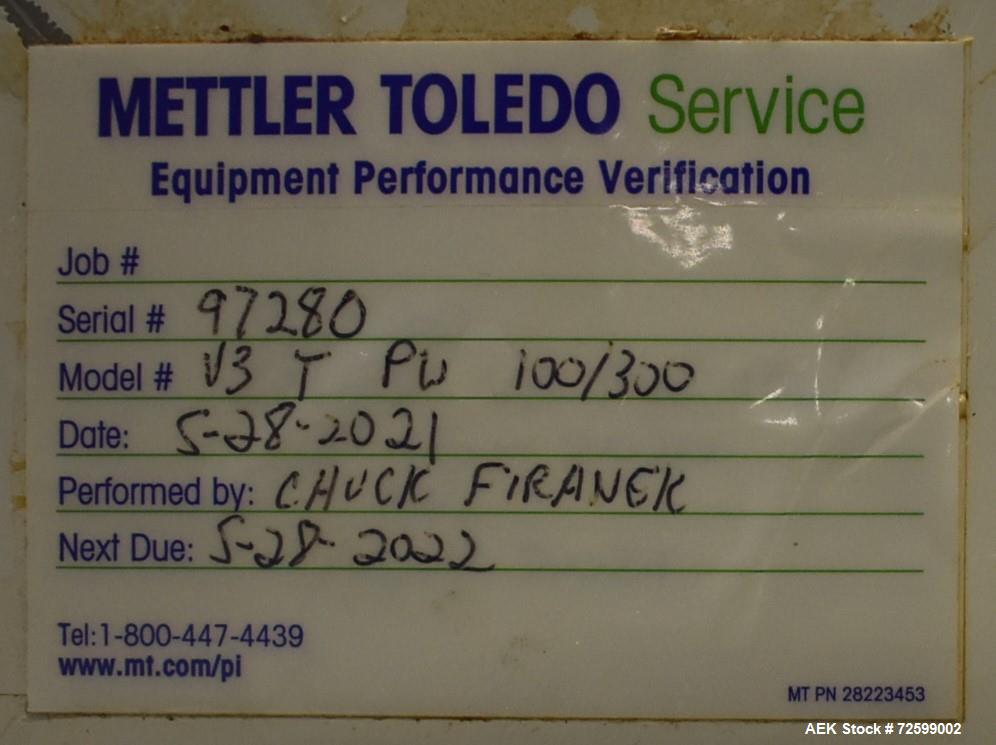 METTLER TOLEDO Service
Equipment Performance Verification
Job #
Serial # 97280
Model # V3 T PW 100/300
Date: 5-28-2021
Performed by: CHUCK FIRANEK
Next Due: 5-28-2022
Tel:1-800-447-4439
www.mt.com/pi
MT PN 28223453
AEK Stock # 72599002